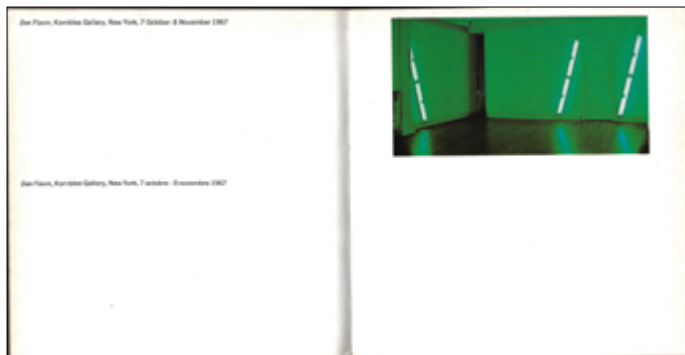 Dan Flavin, Kornblee Gallery, New York, 7 October-8 November 1967
Dan Flavin, Kornblee Gallery, New York, 7 octobre - 8 novembre 1967